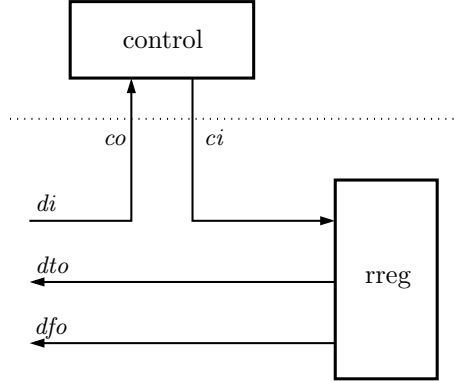 control
co ci
di
dto
rreg
dfo